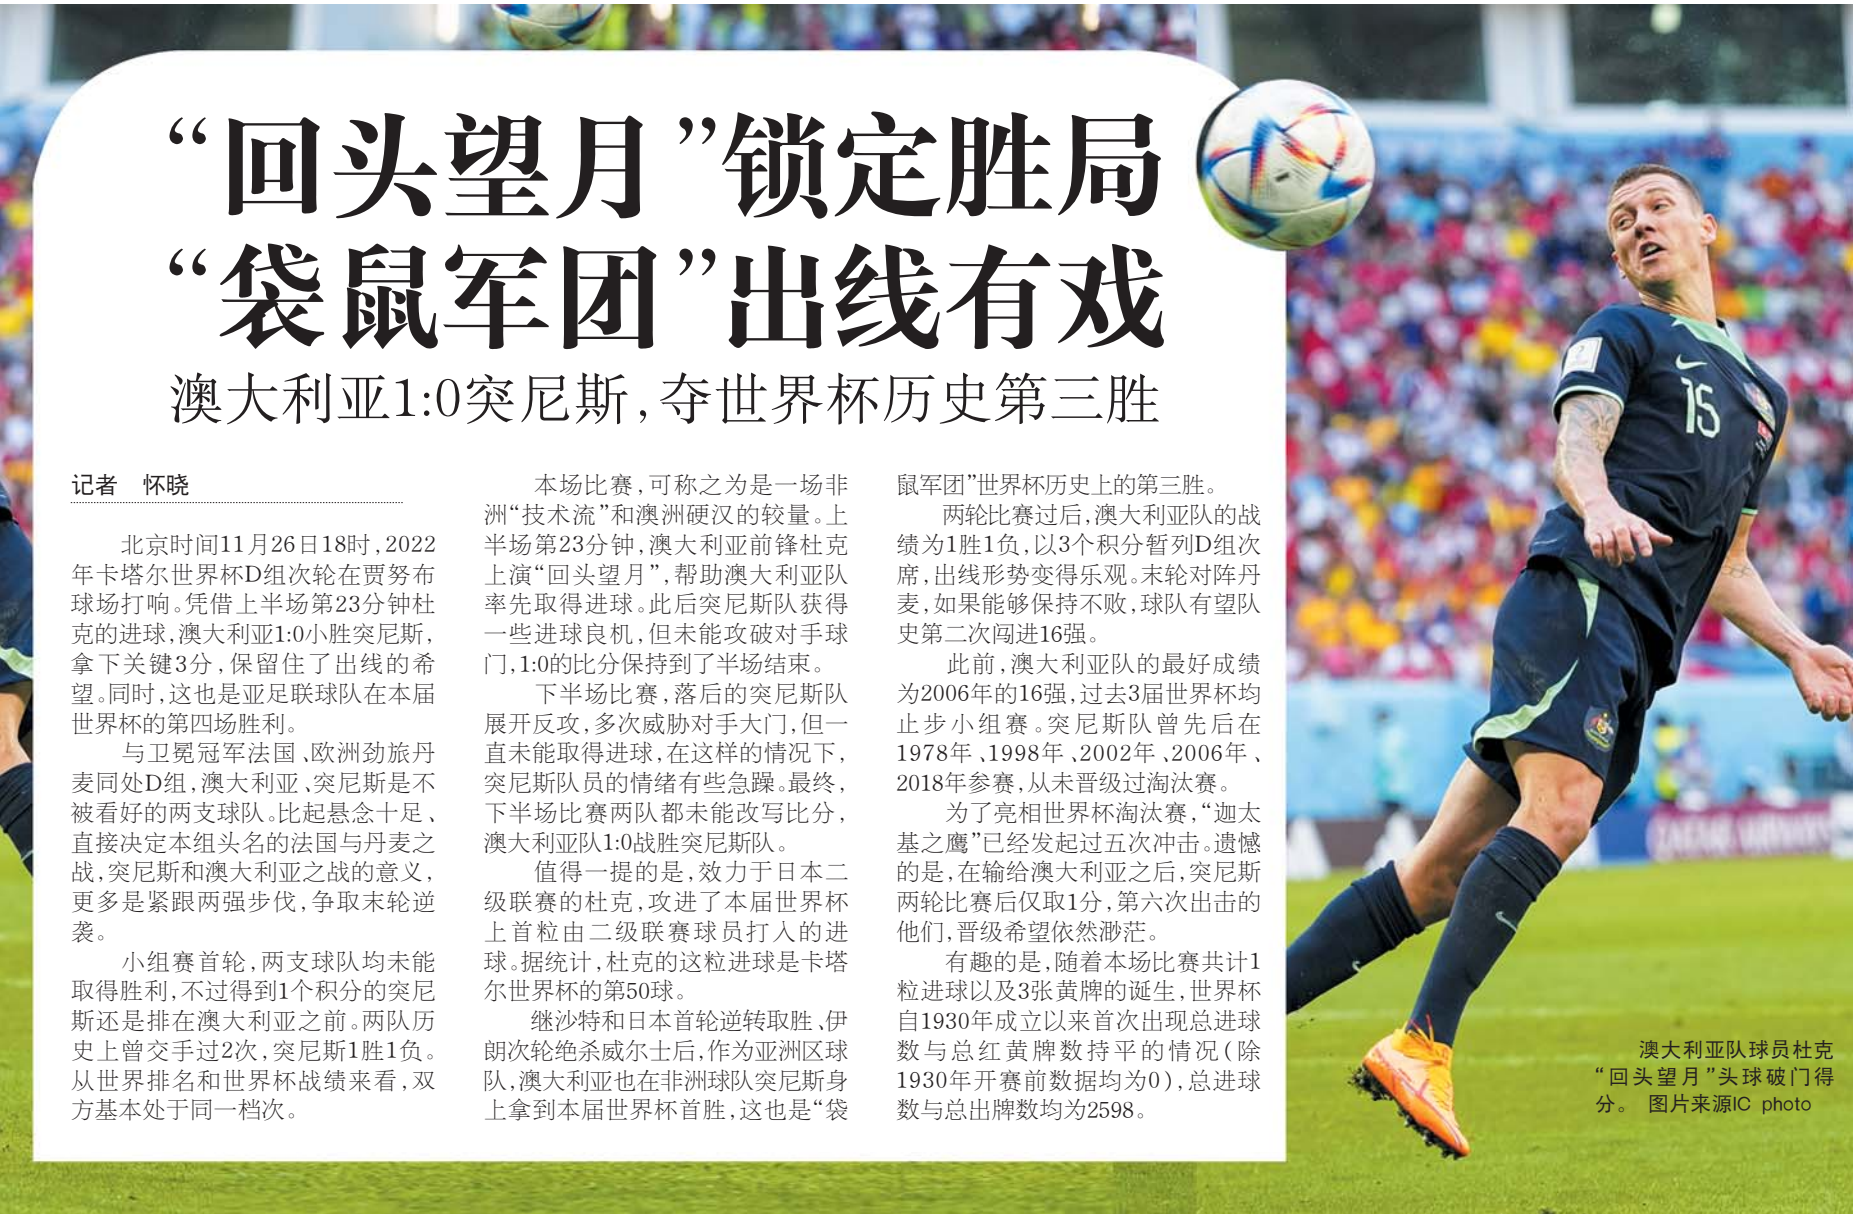 “回头望月”锁定胜局
“袋鼠军团”出线有戏
澳大利亚1:0突尼斯,夺世界杯历史第三胜
记者 怀晓
北京时间11月26日18时,2022
年卡塔尔世界杯D组次轮在贾努布
球场打响。凭借上半场第23分钟杜
克的进球,澳大利亚1:0小胜突尼斯,
拿下关键3分,保留住了出线的希
望。同时,这也是亚足联球队在本届
世界杯的第四场胜利。
与卫冕冠军法国、欧洲劲旅丹
麦同处D组,澳大利亚、突尼斯是不
被看好的两支球队。比起悬念十足、
直接决定本组头名的法国与丹麦之
战,突尼斯和澳大利亚之战的意义,
更多是紧跟两强步伐,争取末轮逆
袭。
小组赛首轮,两支球队均未能
取得胜利,不过得到1个积分的突尼
斯还是排在澳大利亚之前。两队历
史上曾交手过2次,突尼斯1胜1负。
从世界排名和世界杯战绩来看,双
方基本处于同一档次。
本场比赛,可称之为是一场非
洲“技术流”和澳洲硬汉的较量。上
半场第23分钟,澳大利亚前锋杜克
上演“回头望月”,帮助澳大利亚队
率先取得进球。此后突尼斯队获得
一些进球良机,但未能攻破对手球
门,1:0的比分保持到了半场结束。
下半场比赛,落后的突尼斯队
展开反攻,多次威胁对手大门,但一
直未能取得进球,在这样的情况下,
突尼斯队员的情绪有些急躁。最终,
下半场比赛两队都未能改写比分,
澳大利亚队1:0战胜突尼斯队。
值得一提的是,效力于日本二
级联赛的杜克,攻进了本届世界杯
上首粒由二级联赛球员打入的进
球。据统计,杜克的这粒进球是卡塔
尔世界杯的第50球。
继沙特和日本首轮逆转取胜、伊
朗次轮绝杀威尔士后,作为亚洲区球
队,澳大利亚也在非洲球队突尼斯身
上拿到本届世界杯首胜,这也是“袋
鼠军团”世界杯历史上的第三胜。
两轮比赛过后,澳大利亚队的战
绩为1胜1负,以3个积分暂列D组次
席,出线形势变得乐观。末轮对阵丹
麦,如果能够保持不败,球队有望队
史第二次闯进16强。
此前,澳大利亚队的最好成绩
为2006年的16强,过去3届世界杯均
止步小组赛。突尼斯队曾先后在
1978年、1998年、2002年、2006年、
2018年参赛,从未晋级过淘汰赛。
为了亮相世界杯淘汰赛,“迦太
基之鹰”已经发起过五次冲击。遗憾
的是,在输给澳大利亚之后,突尼斯
两轮比赛后仅取1分,第六次出击的
他们,晋级希望依然渺茫。
有趣的是,随着本场比赛共计1
粒进球以及3张黄牌的诞生,世界杯
自1930年成立以来首次出现总进球
数与总红黄牌数持平的情况(除
1930年开赛前数据均为0),总进球
数与总出牌数均为2598。
15
QATAR AIRWAYS
澳大利亚队球员杜克
“回头望月”头球破门得
分。 图片来源IC photo